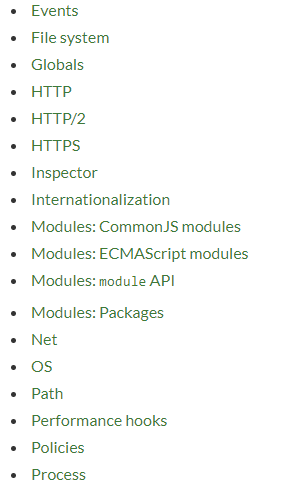 Events
File system
Globals
HTTP
HTTP/2
HTTPS
Inspector
Internationalization
Modules: CommonJS modules
Modules: ECMAScript modules
Modules: module API
Modules: Packages
Net
OS
Path
Performance hooks
Policies
Process